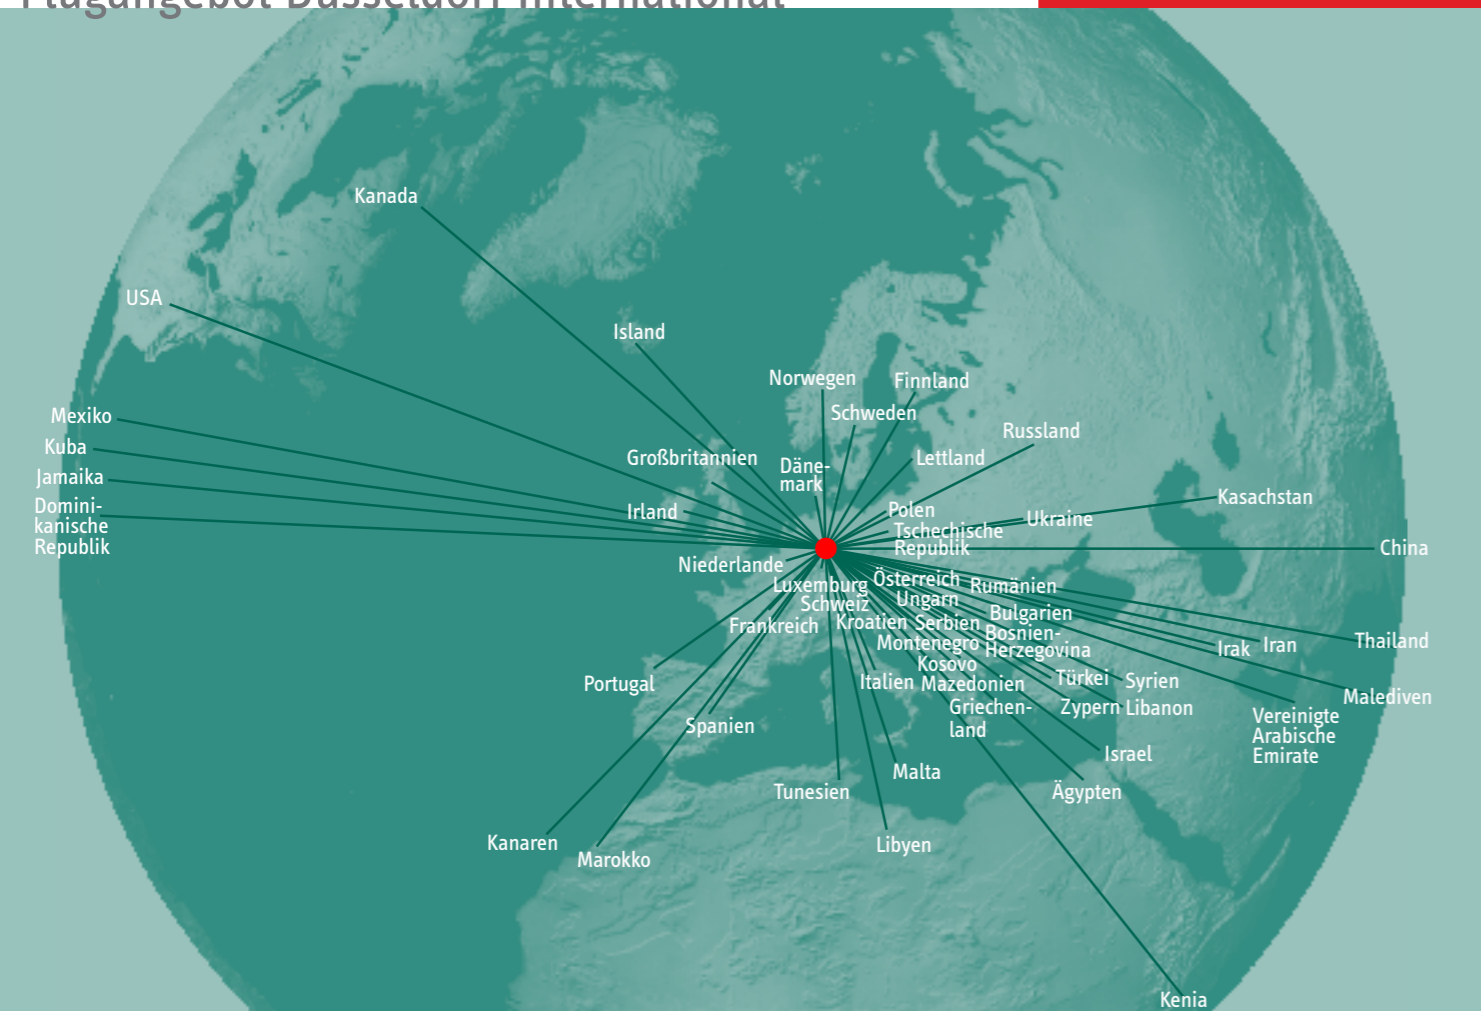 Flugangebot Düsseldorf International
Kanada
USA
Island
Norwegen
Finnland
Schweden
Mexiko
Russland
Kuba
Großbritannien
Däne-
mark
Lettland
Jamaika
Kasachstan
Domini-
kanische
Republik
Irland
Polen
Ukraine
Tschechische
Republik
China
Niederlande
Luxemburg
Österreich
Rumänien
Schweiz
Ungarn
Bulgarien
Frankreich
Kroatien
Serbien
Bosnien-
Herzegovina
Montenegro
Irak
Iran
Thailand
Kosovo
Portugal
Italien
Mazedonien
Türkei
Syrien
Malediven
Griechen-
land
Zypern
Libanon
Vereinigte
Arabische
Emirate
Spanien
Israel
Malta
Tunesien
Ägypten
Kanaren
Marokko
Libyen
Kenia